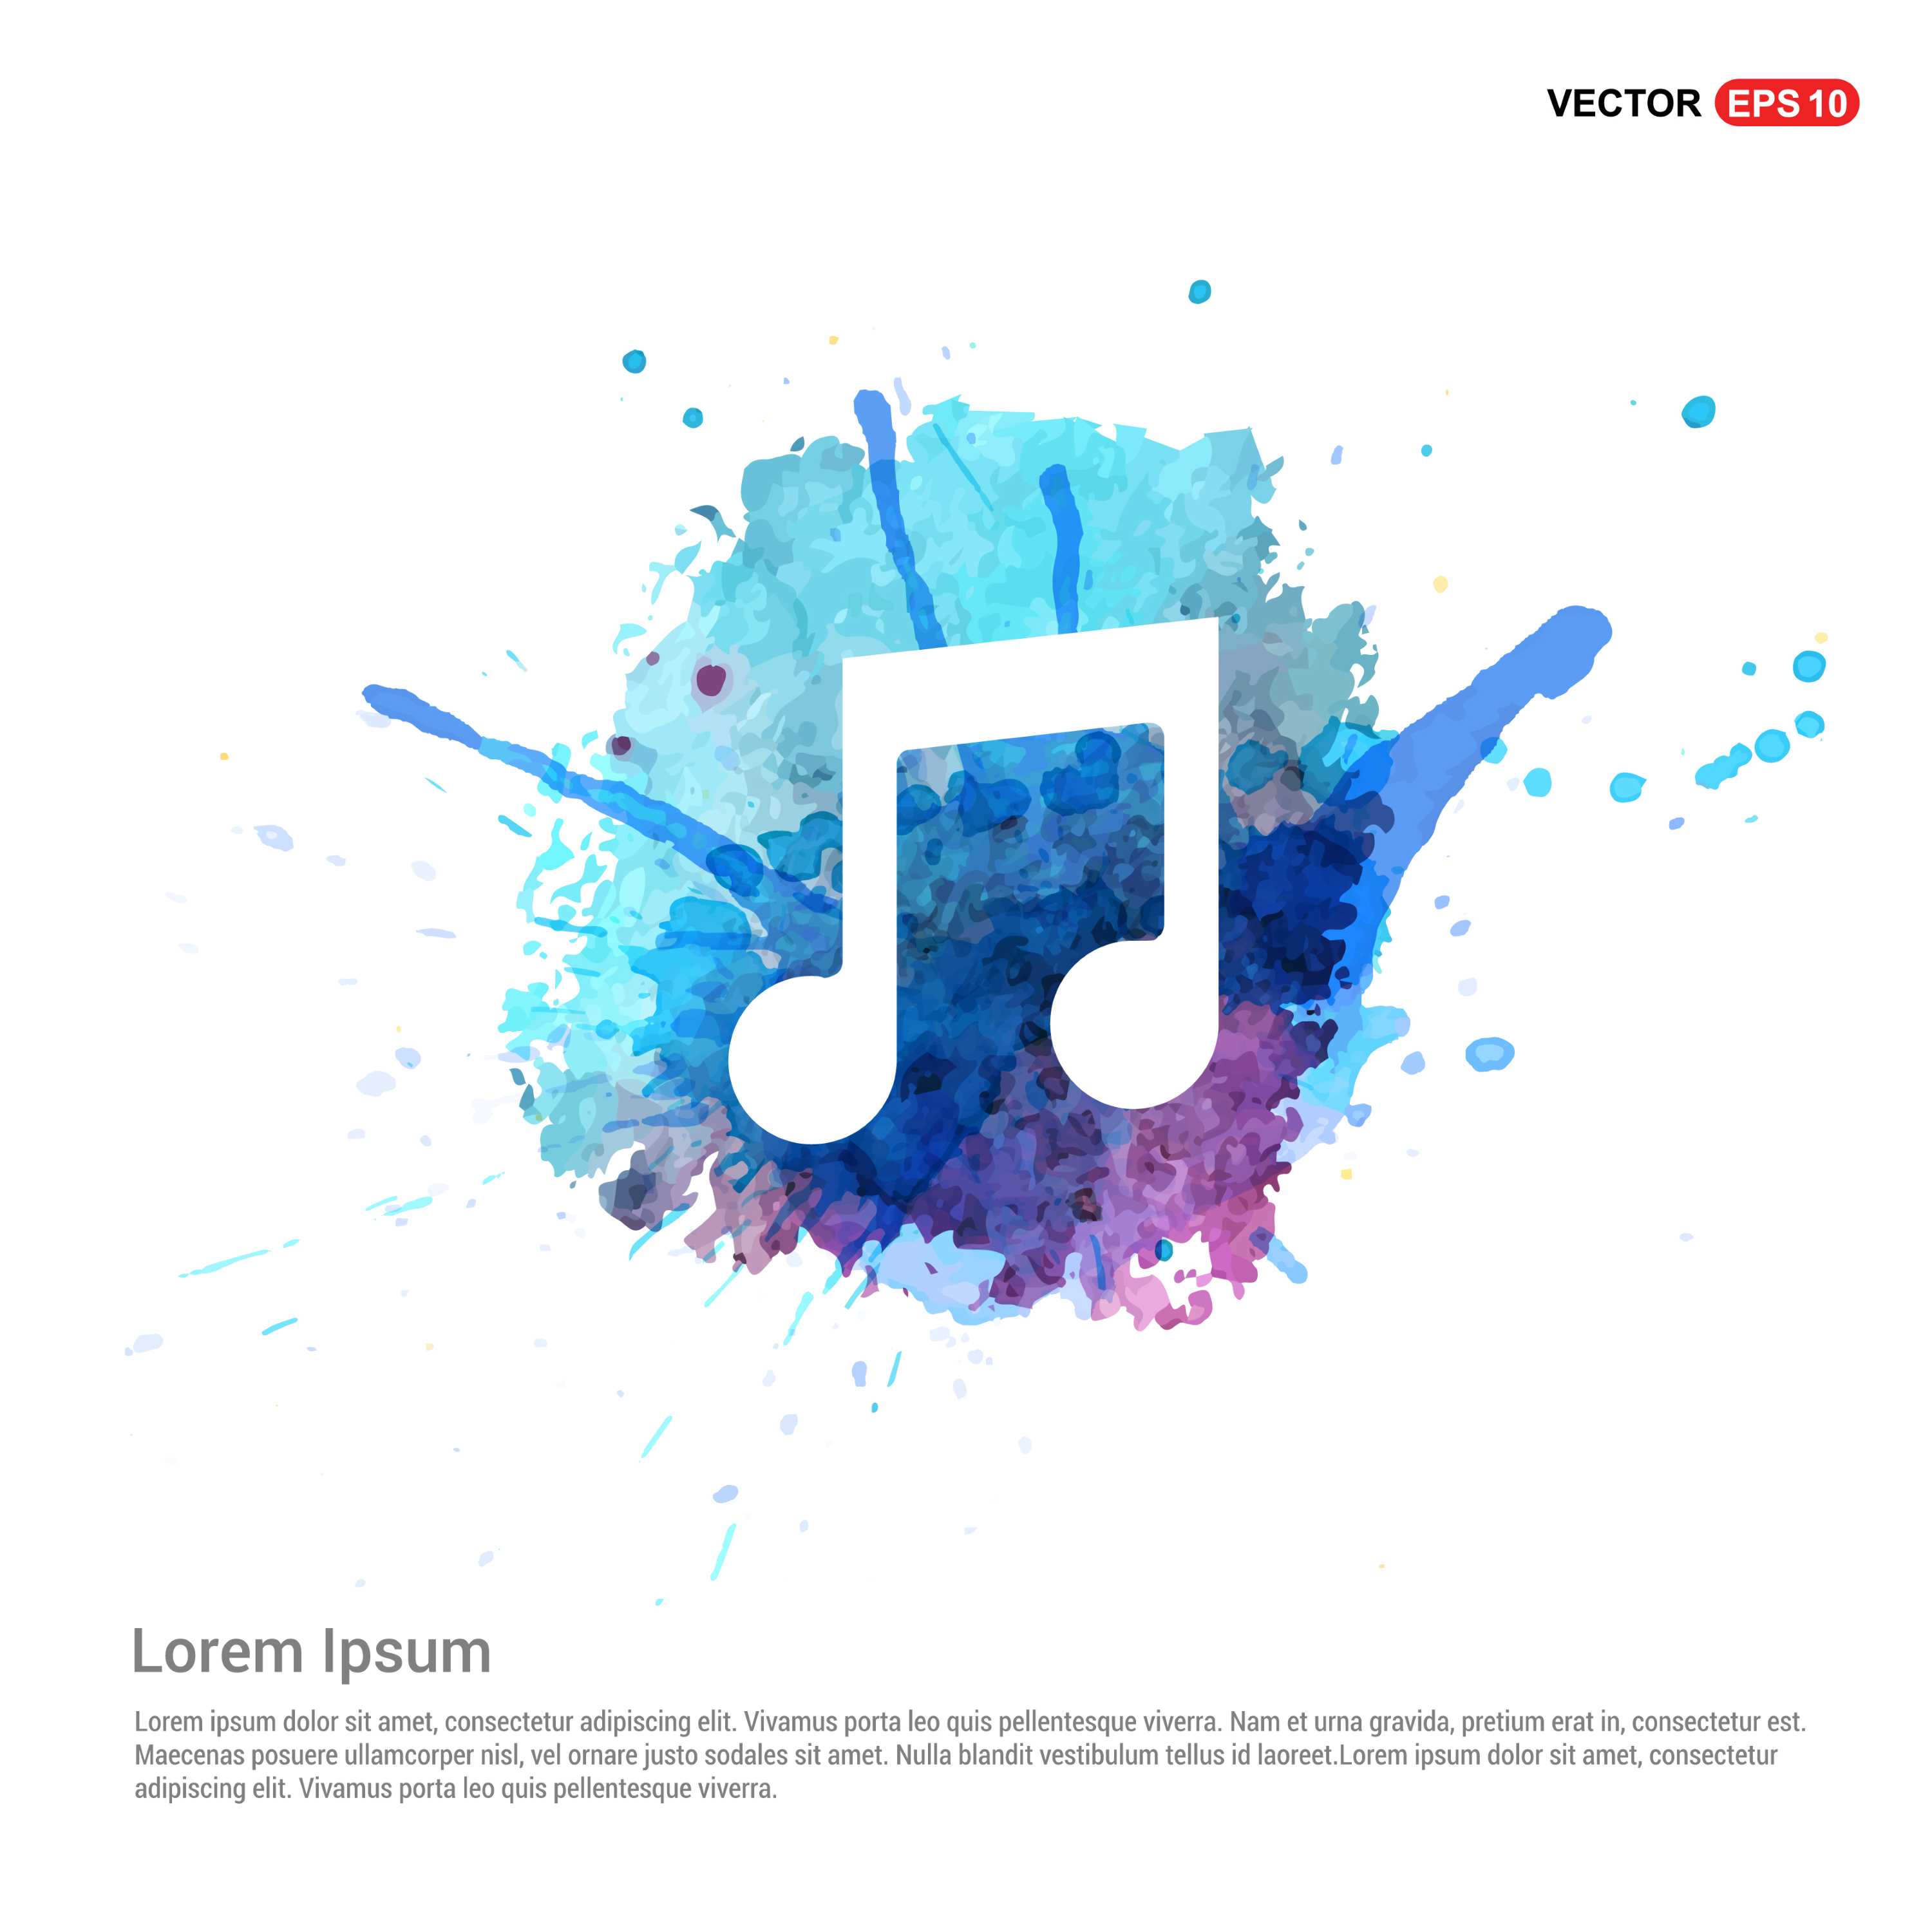 VECTOR EPS 10
Lorem Ipsum
Lorem ipsum dolor sit amet, consectetur adipiscing elit. Vivamus porta leo quis pellentesque viverra. Nam et urna gravida, pretium erat in, consectetur est.
Maecenas posuere ullamcorper nisl, vel ornare justo sodales sit amet. Nulla blandit vestibulum tellus id laoreet.Lorem ipsum dolor sit amet, consectetur
adipiscing elit. Vivamus porta leo quis pellentesque viverra.